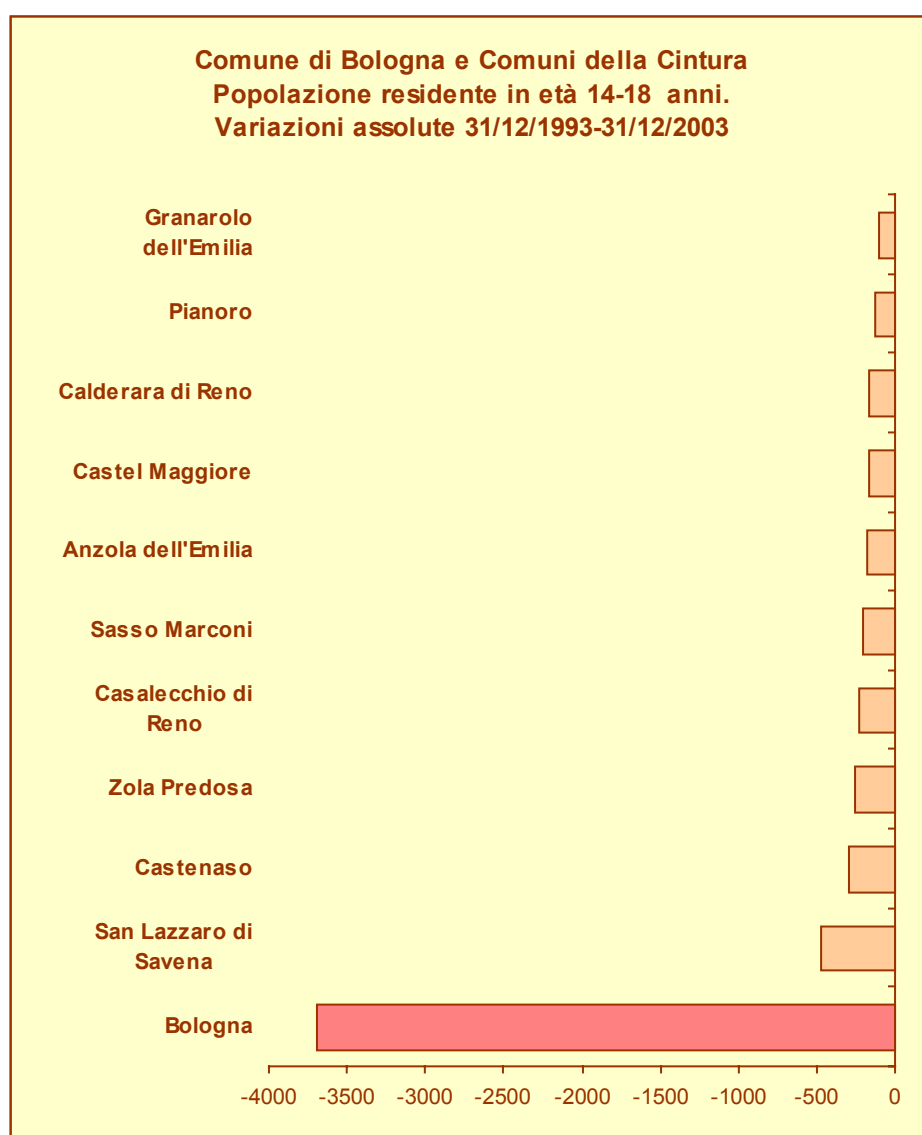 Comune di Bologna e Comuni della Cintura
Popolazione residente in età 14-18 anni.
Variazioni assolute 31/12/1993-31/12/2003
Granarolo
dell'Emilia
Pianoro
Calderara di Reno
Castel Maggiore
Anzola dell'Emilia
Sasso Marconi
Casalecchio di
Reno
Zola Predosa
Castenaso
San Lazzaro di
Savena
Bologna
-4000 -3500 -3000 -2500 -2000 -1500 -1000 -500 0